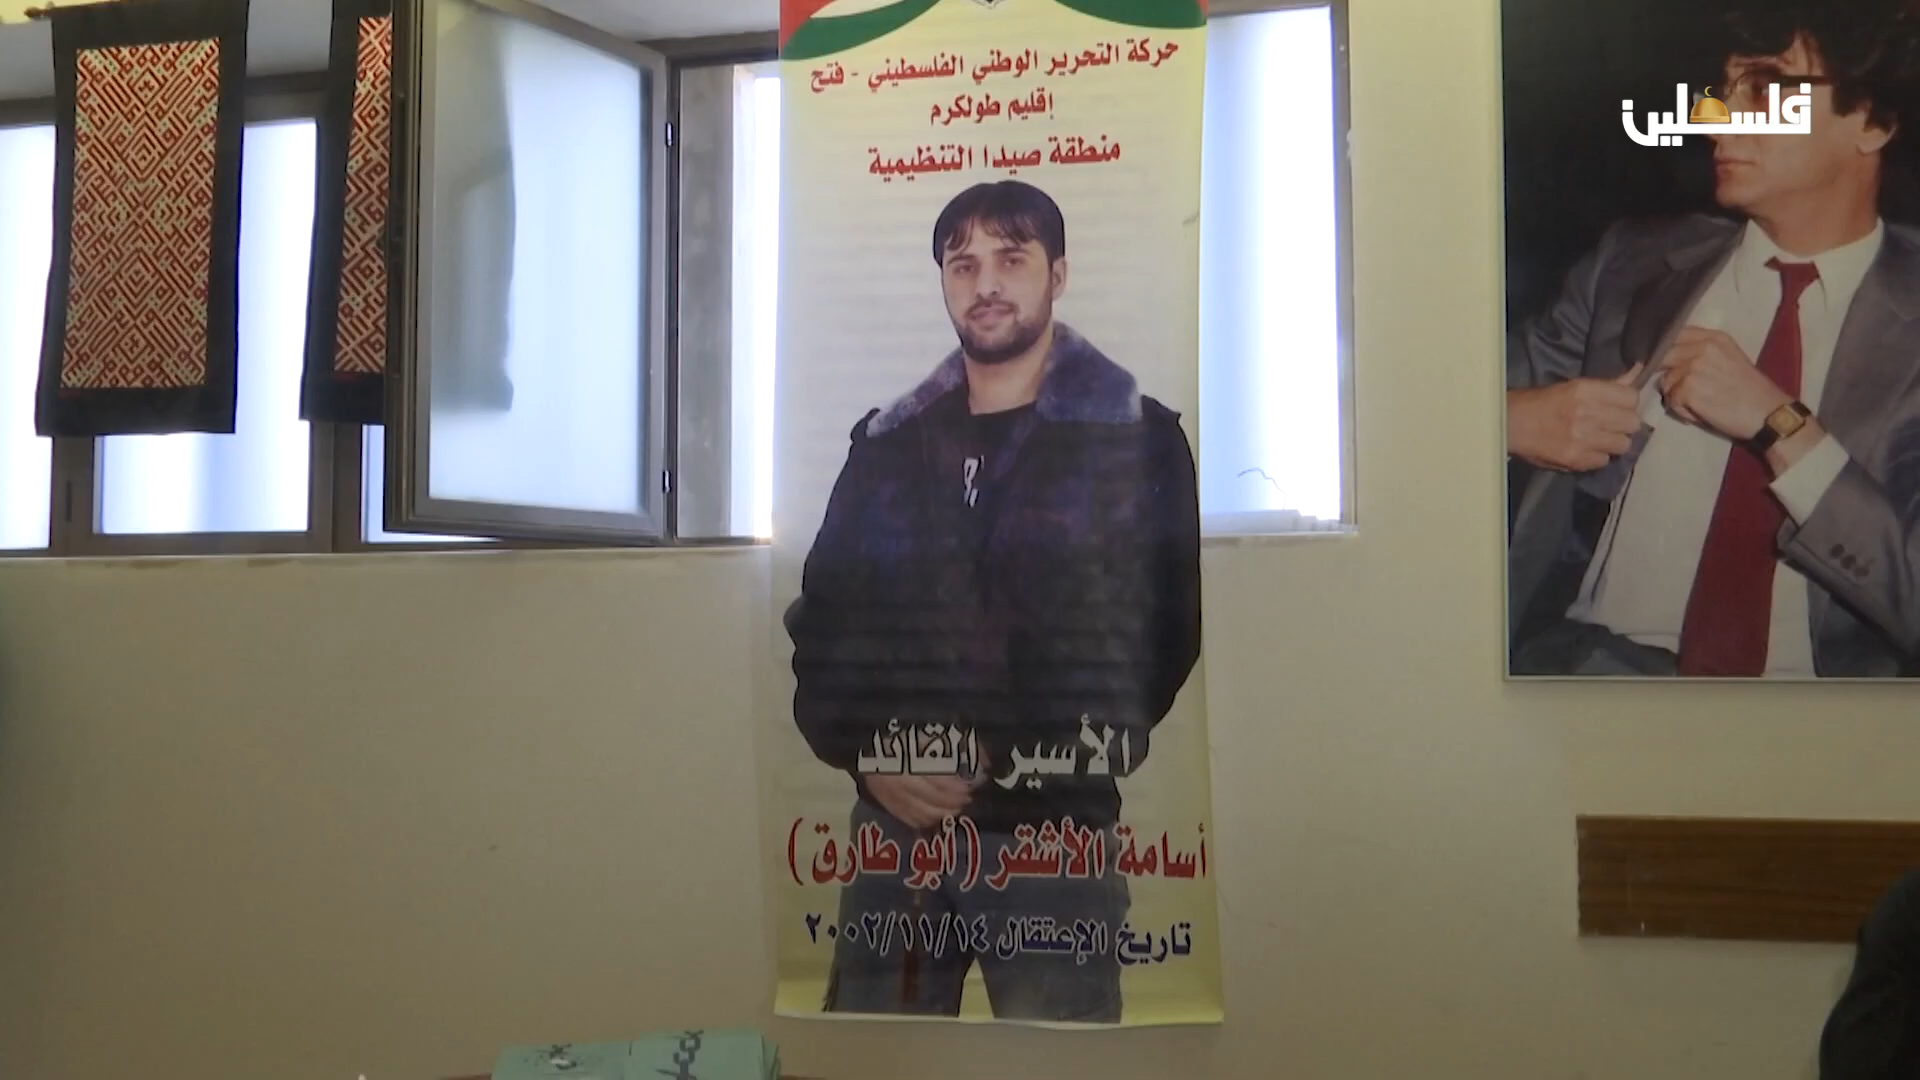 حركة التحرير الوطني الفلسطيني - فتح
إقليم طولكرم
منطقة صيدا التنظيمية
فلسطين
الأسير القائد
أسامة الأشقر (أبو طارق)
تاريخ الإعتقال ٢٠٠٢/١١/١٤